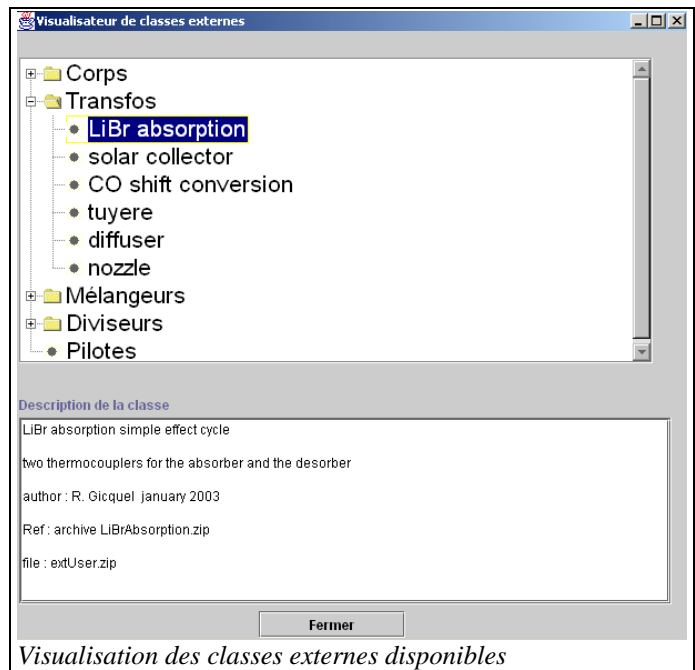 Visualisateur de classes externes
Corps
Transfos
LiBr absorption
solar collector
CO shift conversion
tuyere
diffuser
nozzle
Mélangeurs
Diviseurs
Pilotes
Description de la classe
LiBr absorption simple effect cycle
two thermocouplers for the absorber and the desorber
author : R. Gicquel january 2003
Ref : archive LiBrAbsorption.zip
file : extUser.zip
Fermer
Visualisation des classes externes disponibles